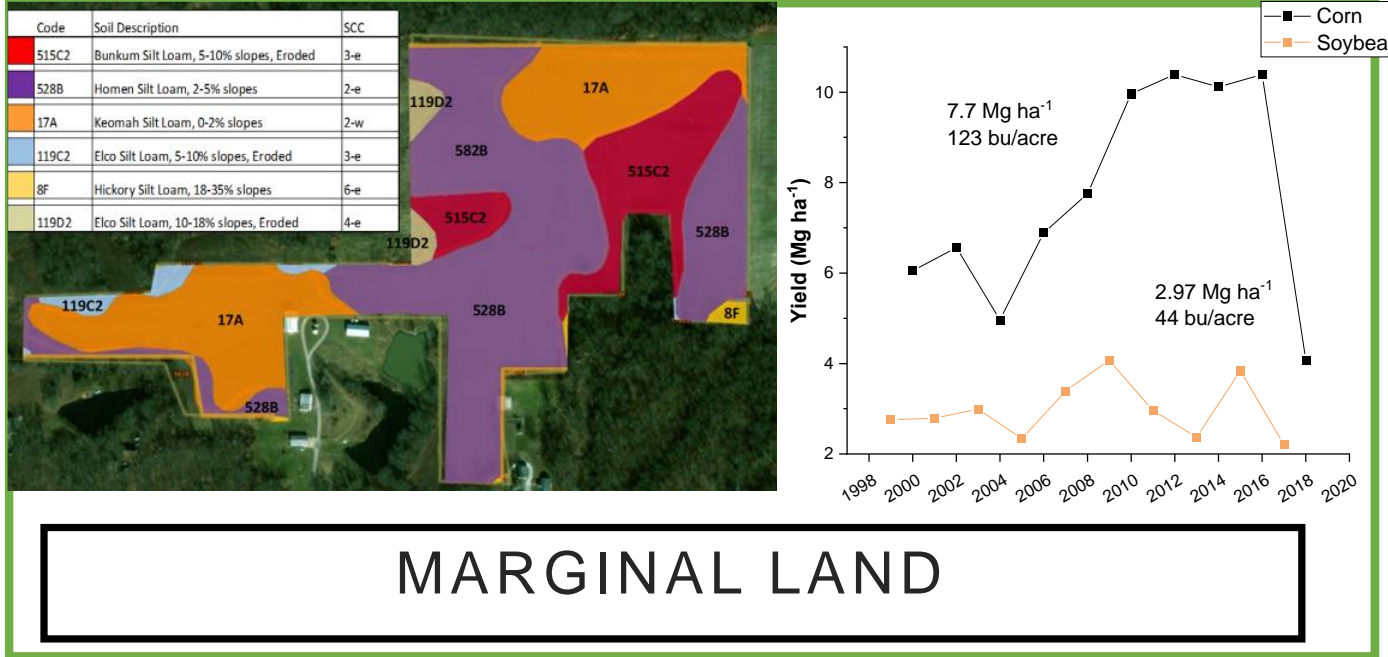 Code Soil Description SCC
515C2 Bunkum Silt Loam, 5-10% slopes, Eroded 3-e
528B Homen Silt Loam, 2-5% slopes 2-e
17A Keomah Silt Loam, 0-2% slopes 2-w
119C2 Elco Silt Loam, 5-10% slopes, Eroded 3-e
8F Hickory Silt Loam, 18-35% slopes 6-e
119D2 Elco Silt Loam, 10-18% slopes, Eroded 4-e
17A
119D2
582B
515C2
515C2
528B
119D2
119C2
17A
528B
8F
528B
Corn
Soybea
7.7 Mg ha-1
123 bu/acre
2.97 Mg ha-1
44 bu/acre
Yield (Mg ha-1)
10
8
6
4
2
1998 2000 2002 2004 2006 2008 2010 2012 2014 2016 2018 2020
MARGINAL LAND